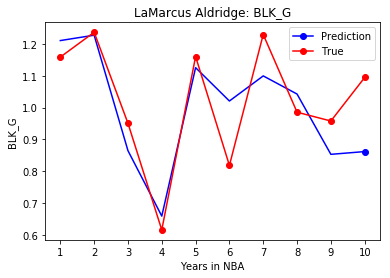 LaMarcus Aldridge: BLK_G
Prediction
True
BLK_G
1.2
1.1
1.0
0.9
0.8
0.7
0.6
1 2 3 4 5 6 7 8 9 10
Years in NBA